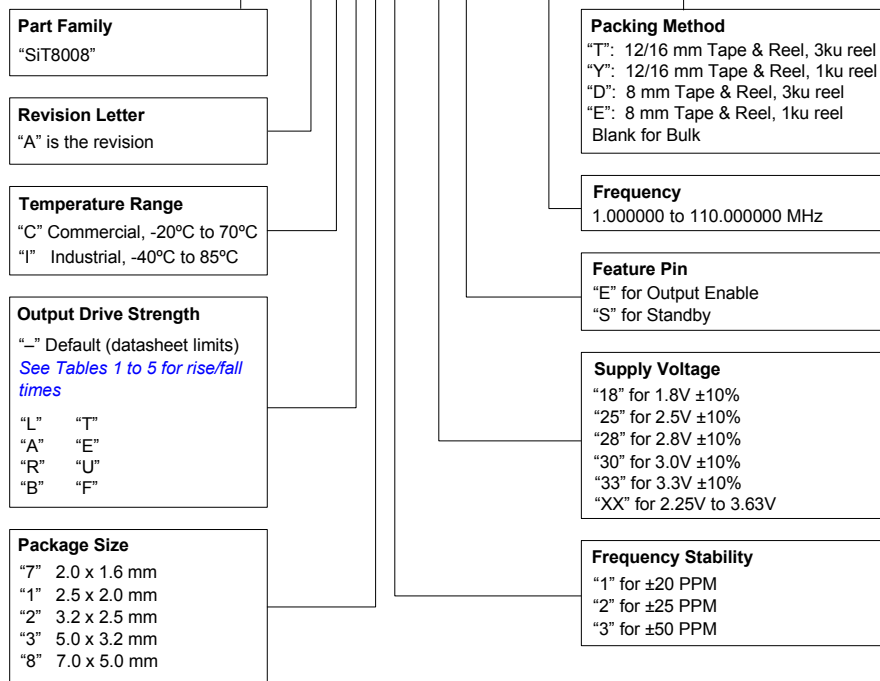 Part Family
“SiT8008”
Revision Letter
“A” is the revision
Temperature Range
“C” Commercial, -20ºC to 70ºC
“I” Industrial, -40ºC to 85ºC
Output Drive Strength
“–” Default (datasheet limits)
See Tables 1 to 5 for rise/fall
times
“L” “T”
“A” “E”
“R” “U”
“B” “F”
Package Size
“7” 2.0 x 1.6 mm
“1” 2.5 x 2.0 mm
“2” 3.2 x 2.5 mm
“3” 5.0 x 3.2 mm
“8” 7.0 x 5.0 mm
Packing Method
“T”: 12/16 mm Tape & Reel, 3ku reel
“Y”: 12/16 mm Tape & Reel, 1ku reel
“D”: 8 mm Tape & Reel, 3ku reel
“E”: 8 mm Tape & Reel, 1ku reel
Blank for Bulk
Frequency
1.000000 to 110.000000 MHz
Feature Pin
“E” for Output Enable
“S” for Standby
Supply Voltage
“18” for 1.8V ±10%
“25” for 2.5V ±10%
“28” for 2.8V ±10%
“30” for 3.0V ±10%
“33” for 3.3V ±10%
“XX” for 2.25V to 3.63V
Frequency Stability
“1” for ±20 PPM
“2” for ±25 PPM
“3” for ±50 PPM